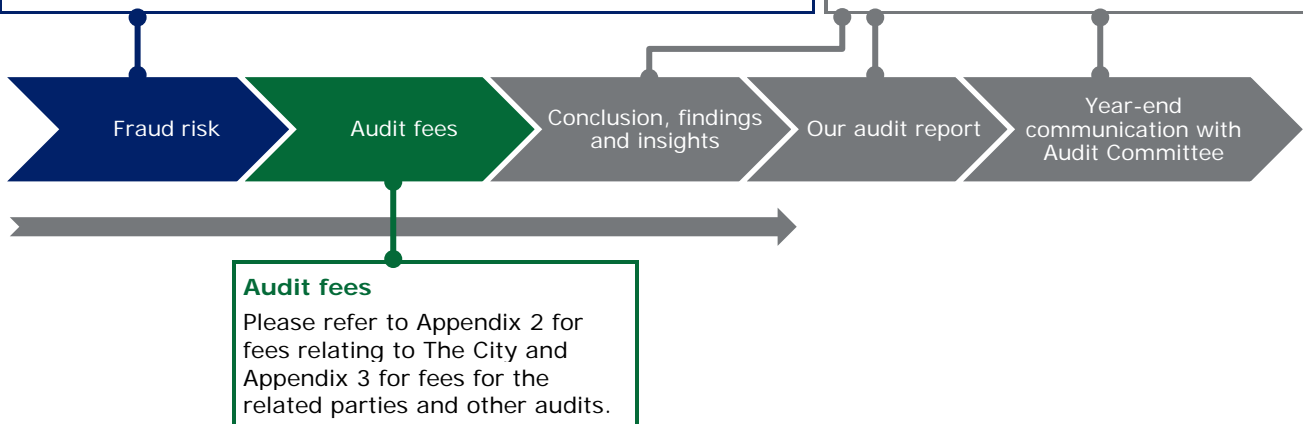 Fraud risk
Audit fees
Conclusion, findings
and insights
Our audit report
Year-end
communication with
Audit Committee
Audit fees
Please refer to Appendix 2 for
fees relating to The City and
Appendix 3 for fees for the
related parties and other audits.